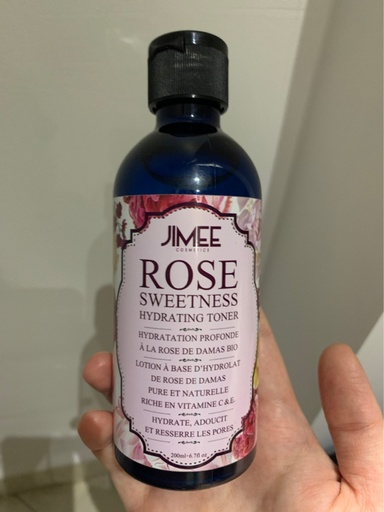 JIMEE
COSMETICS
ROSE
SWEETNESS
HYDRATING TONER
HYDRATATION PROFONDE
À LA ROSE DE DAMAS BIO
LOTION À BASE D'HYDROLAT
DE ROSE DE DAMAS
PURE ET NATURELLE
RICHE EN VITAMINE C & E.
HYDRATE, ADOUCIT
ET RESSERRE LES PORES
200ml•6.7fl oz